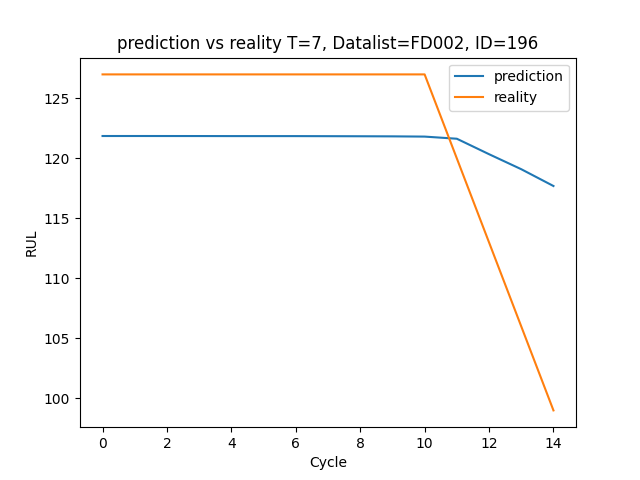 prediction vs reality T=7, Datalist=FD002, ID=196
prediction
reality
125
120
115
110
105
100
RUL
0 2 4 6 8 10 12 14
Cycle